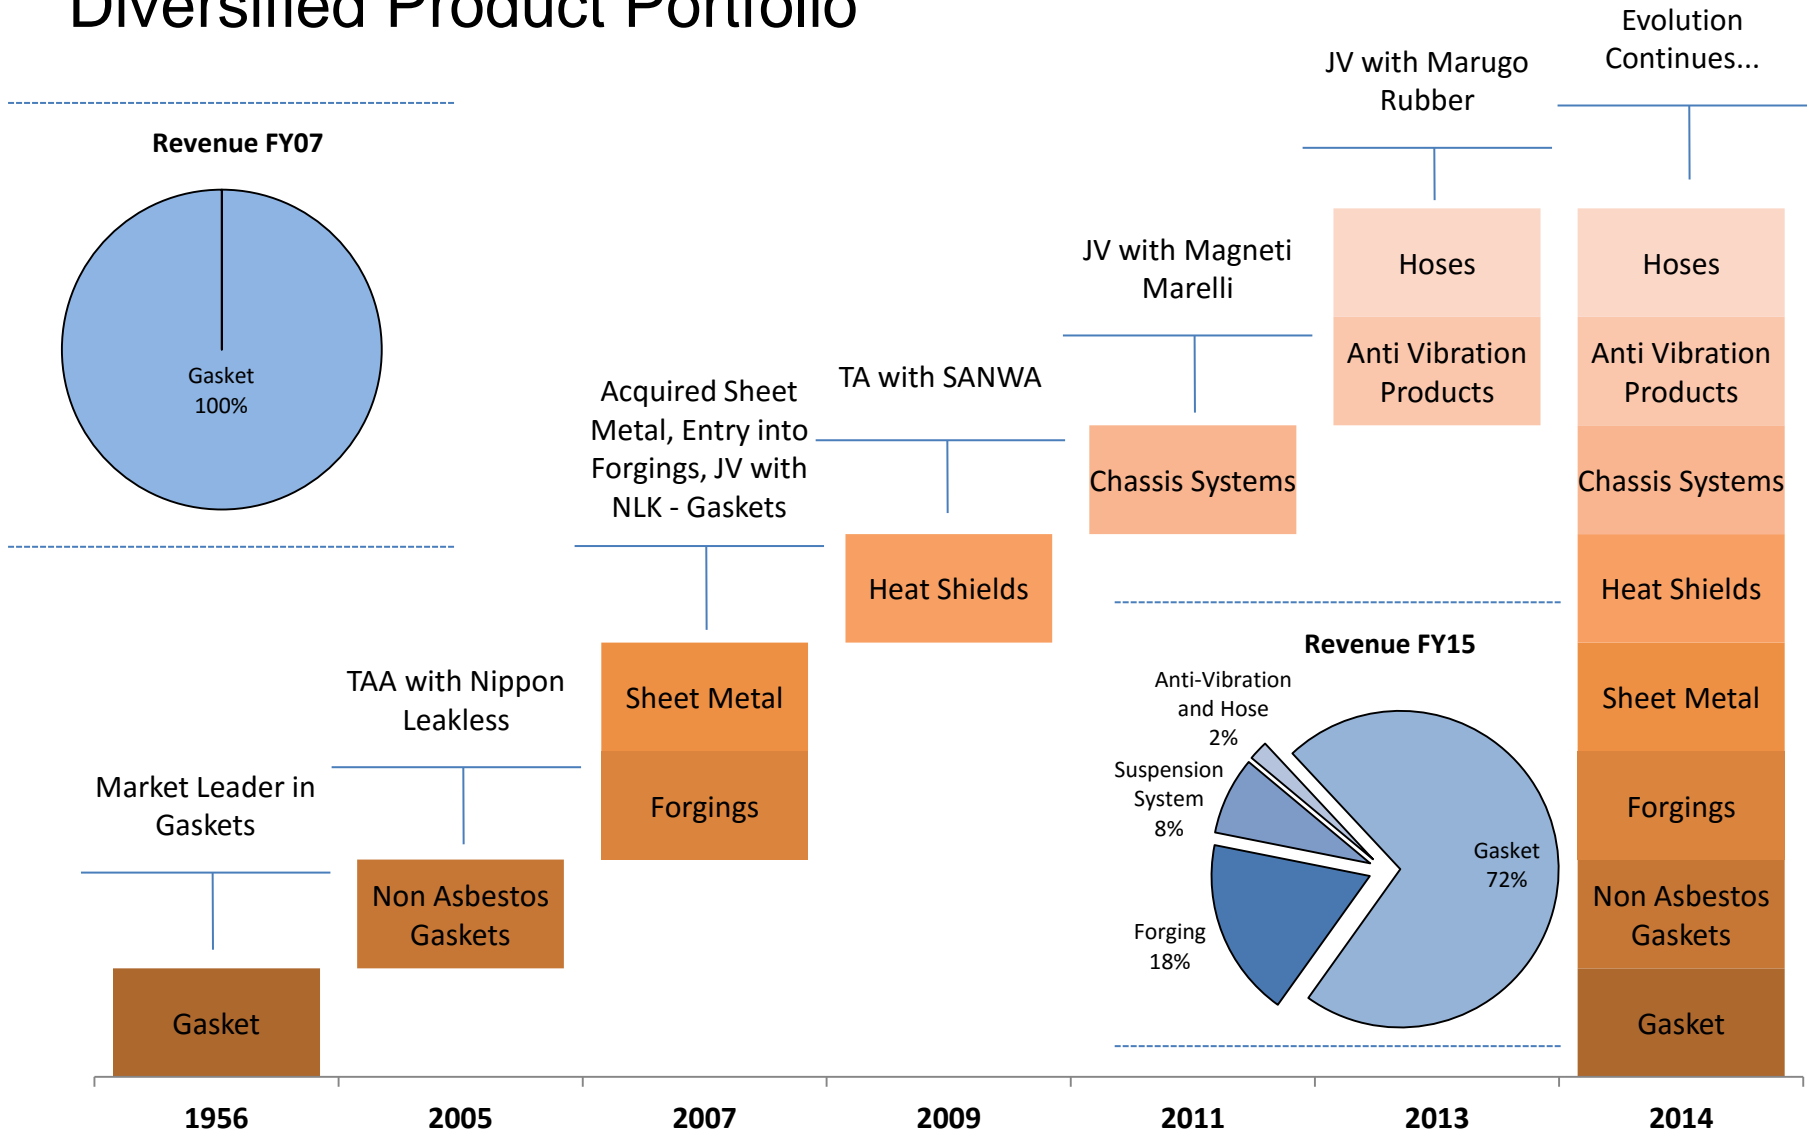 Diversified Product Portfolio
Evolution
Continues...
JV with Marugo
Rubber
Revenue FY07
Gasket
100%
JV with Magneti
Marelli
TA with SANWA
Acquired Sheet
Metal, Entry into
Forgings, JV with
NLK - Gaskets
TAA with Nippon
Leakless
Market Leader in
Gaskets
Gasket
Non Asbestos
Gaskets
Sheet Metal
Forgings
Heat Shields
Chassis Systems
Hoses
Anti Vibration
Products
Hoses
Anti Vibration
Products
Chassis Systems
Heat Shields
Sheet Metal
Forgings
Non Asbestos
Gaskets
Gasket
Revenue FY15
Anti-Vibration
and Hose
2%
Suspension
System
8%
Forging
18%
Gasket
72%
1956
2005
2007
2009
2011
2013
2014